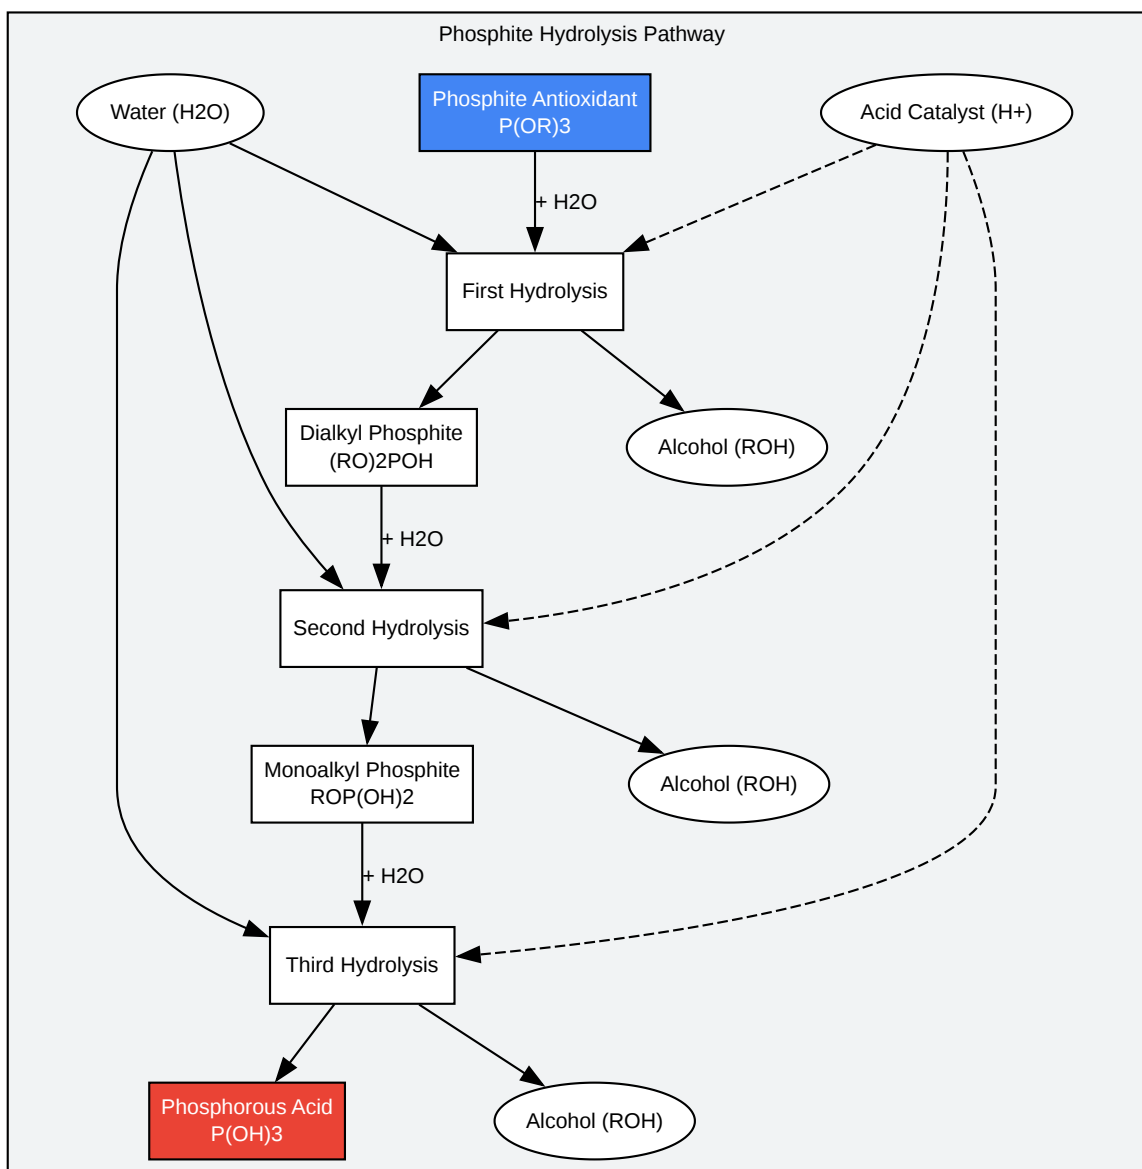 Phosphite Hydrolysis Pathway
Water (H2O)
Phosphite Antioxidant
P(OR)3
Acid Catalyst (H+)
+ H2O
First Hydrolysis
Dialkyl Phosphite
(RO)2POH
Alcohol (ROH)
+ H2O
Second Hydrolysis
Monoalkyl Phosphite
ROP(OH)2
Alcohol (ROH)
+ H2O
Third Hydrolysis
Phosphorous Acid
P(OH)3
Alcohol (ROH)